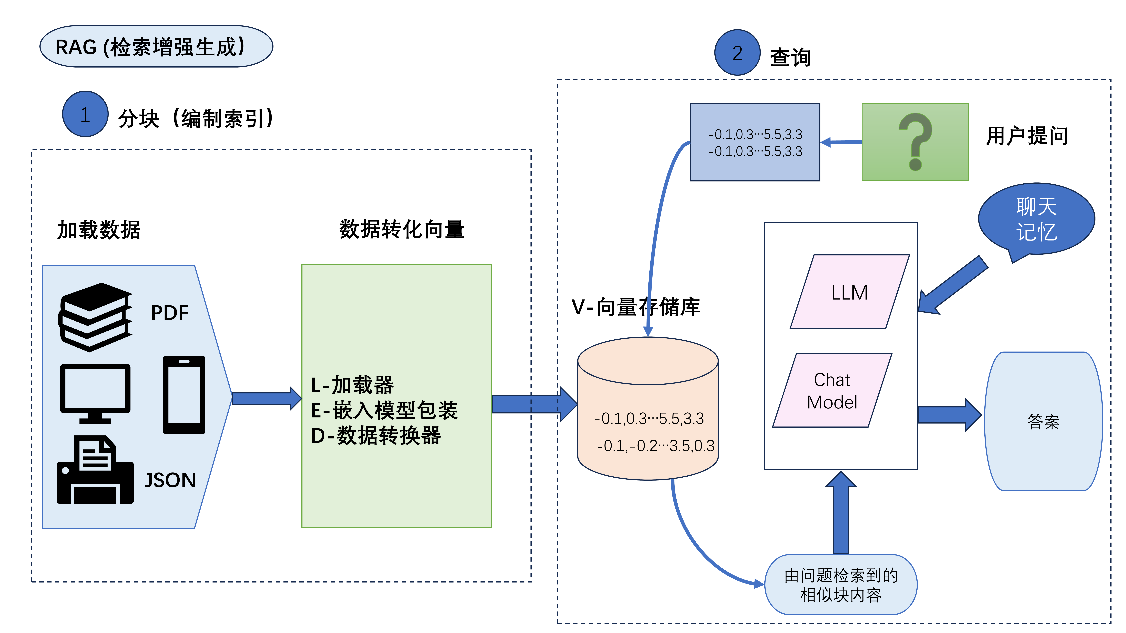 RAG (检索增强生成）
1
分块（编制索引）
加载数据
数据转化向量
PDF
JSON
L-加载器
E-嵌入模型包装
D-数据转换器
2
查询
-0.1,0.3…5.5,3.3
-0.1,0.3…5.5,3.3
用户提问
聊天
记忆
LLM
Chat
Model
V-向量存储库
-0.1,0.3…5.5,3.3
-0.1,-0.2…3.5,0.3
答案
由问题检索到的
相似块内容